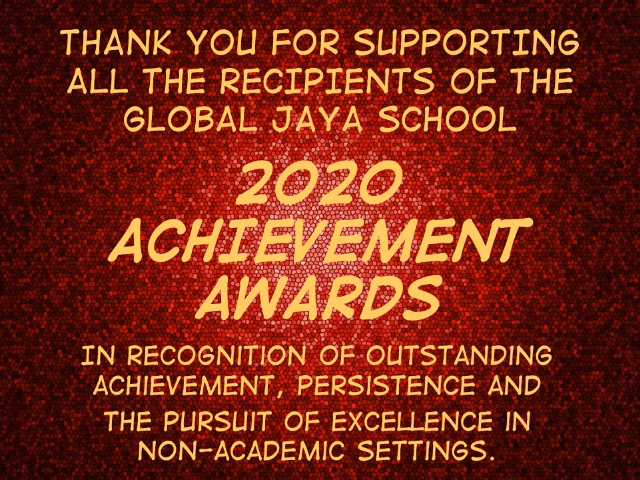 THANK YOU FOR SUPPORTING
ALL THE RECIPIENTS OF THE
GLOBAL JAYA SCHOOL
2020
ACHIEVEMENT
AWARDS
IN RECOGNITION OF OUTSTANDING
ACHIEVEMENT, PERSISTENCE AND
THE PURSUIT OF EXCELLENCE IN
NON-ACADEMIC SETTINGS.